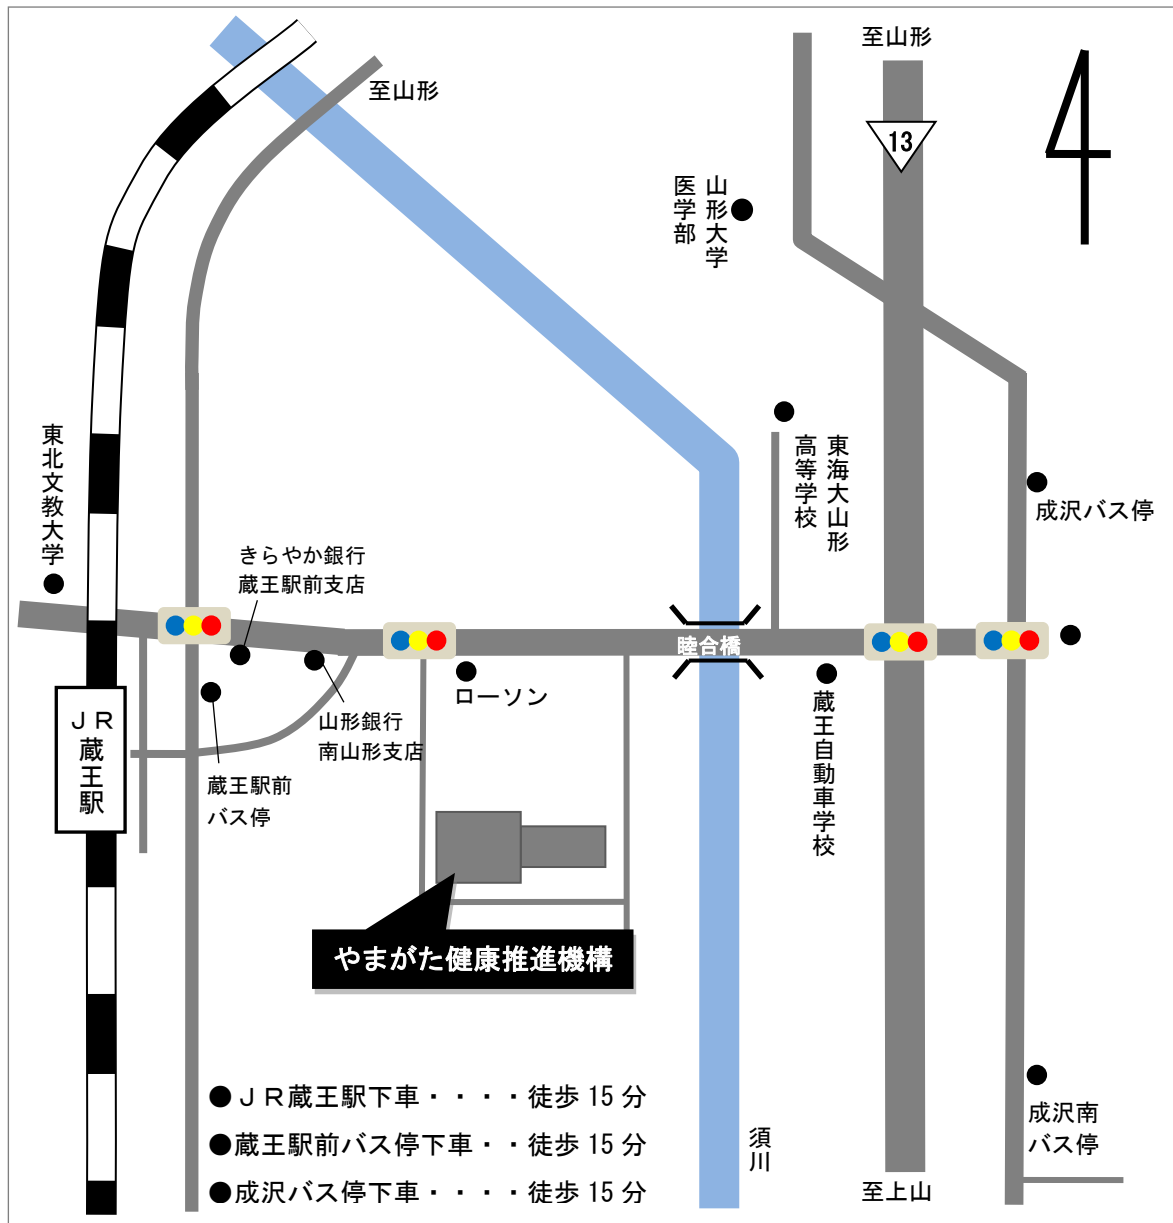 至山形
至山形
13
山形大学
医学部
東海大山形
高等学校
成沢バス停
東北文教大学
きらやか銀行
蔵王駅前支店
睦合橋
ローソン
山形銀行
南山形支店
蔵王自動車学校
ＪＲ
蔵王駅
蔵王駅前
バス停
やまがた健康推進機構
●ＪＲ蔵王駅下車・・・・徒歩 15 分
●蔵王駅前バス停下車・・徒歩 15 分
●成沢バス停下車・・・・徒歩 15 分
須川
至上山
成沢南
バス停